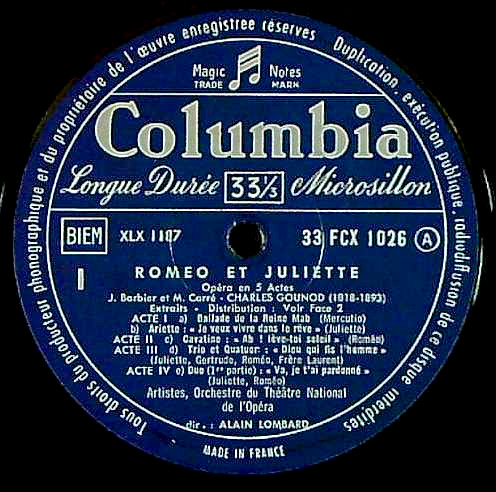 Tous droits du producteur phonographique et du propriétaire de l'œuvre enregistrée réservés
Duplication, exécution publique, radiodiffusion de ce disque interdites
Magic Notes
TRADE MARK
Columbia
Longue Durée 33⅓ Microsillon
BIEM XLX 1187 33 FCX 1026 A
1
ROMEO ET JULIETTE
Opéra en 5 Actes
J. Barbier et M. Carré - CHARLES GOUNOD (1818-1893)
Extraits - Distribution : Voir Face 2
ACTE I a) Ballade de la Reine Mab (Mercutio)
b) Ariette : « Je veux vivre dans le rêve » (Juliette)
ACTE II c) Cavatine : « Ah ! lève-toi soleil » (Roméo)
ACTE III d) Trio et Quatuor : « Dieu qui fis l'homme »
(Juliette, Gertrude, Roméo, Frère Laurent)
ACTE IV e) Duo (1re partie) : « Va, je t'ai pardonné »
(Juliette, Roméo)
Artistes, Orchestre du Théâtre National
de l'Opéra
dir. : ALAIN LOMBARD
MADE IN FRANCE